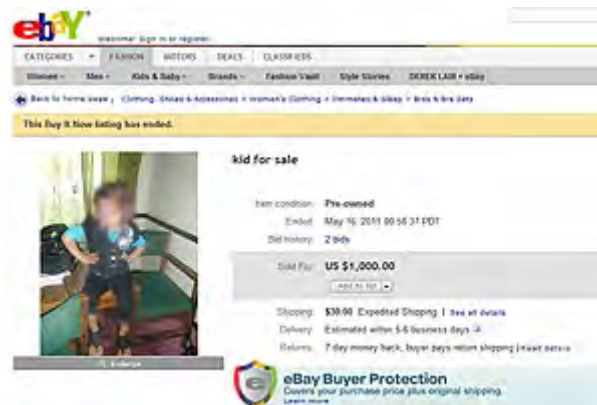 ebaY
Welcome! Sign in or register.
CATEGORIES FASHION MOTORS DEALS CLASSIFIEDS
Women Men Kids & Baby Brands Fashion Vault Style Stories DEREK LAM + eBay
Back to home page Clothing, Shoes & Accessories > Women's Clothing > Intimates & Sleep > Bras & Bra Sets
This Buy It Now listing has ended.
kid for sale
Item condition: Pre-owned
Ended: May 16, 2011 PDT
Bid history: 2 bids
Sold For: US $1,000.00
Add to list
Shipping: $30.00 Expedited Shipping | See all details
Delivery: Estimated within 5-6 business days
Returns: 7 day money back, buyer pays return shipping | Read details
Enlarge
eBay Buyer Protection
Covers your purchase price plus original shipping.
Learn more